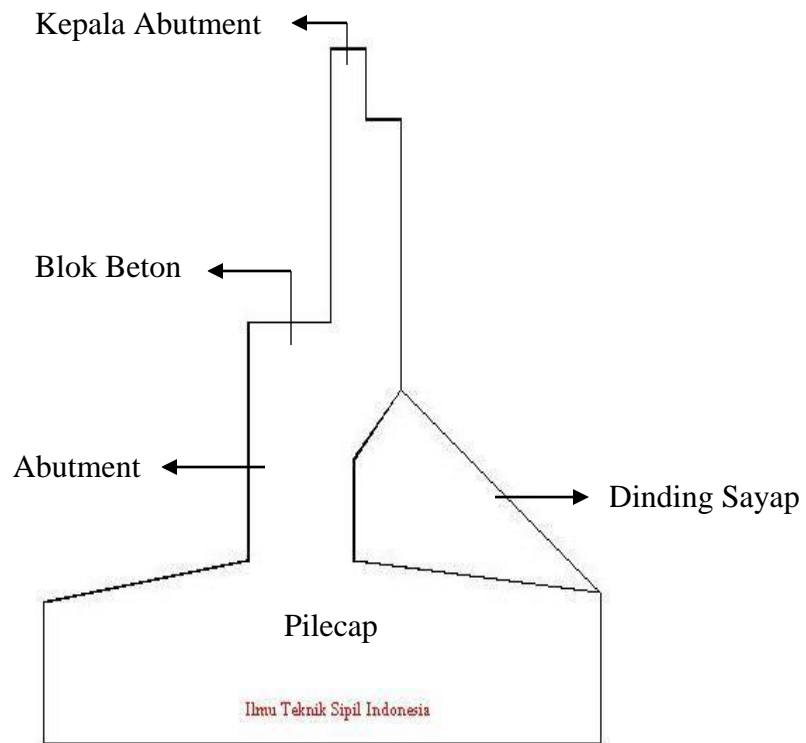 Kepala Abutment
Blok Beton
Abutment
Dinding Sayap
Pilecap
Ilmu Teknik Sipil Indonesia